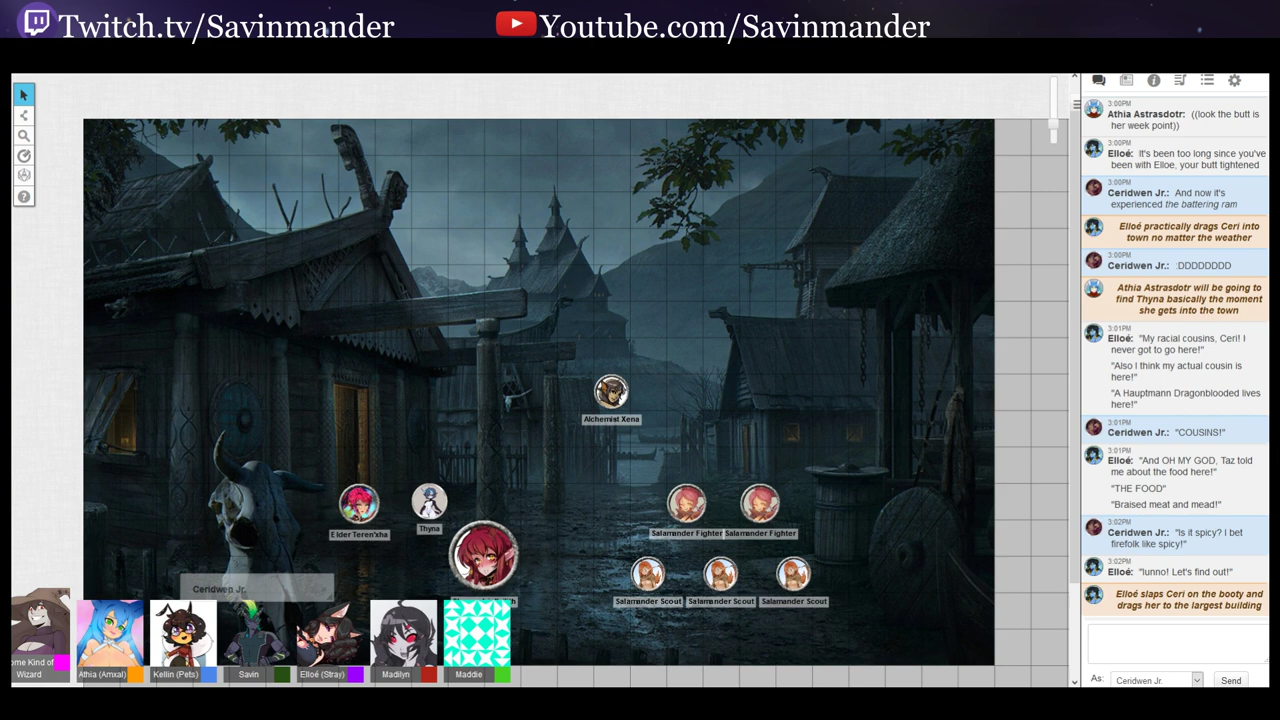 Twitch.tv/Savinmander
Youtube.com/Savinmander
Alchemist Xena
Elder Teren'xha
Thyna
Salamander Fighter
Salamander Fighter
Salamander Scout
Salamander Scout
Salamander Scout
Ceridwen Jr.
ome Kind of
Wizard
Athia (Amxal)
Kellin (Pets)
Savin
Elloé (Stray)
Madilyn
Maddie
3:00PM
Athia Astrasdotr: ((look the butt is
her week point))
3:00PM
Elloé: It's been too long since you've
been with Elloe, your butt tightened
3:00PM
Ceridwen Jr.: And now it's
experienced the battering ram
Elloé practically drags Ceri into
town no matter the weather
3:00PM
Ceridwen Jr.: :DDDDDDDD
Athia Astrasdotr will be going to
find Thyna basically the moment
she gets into the town
3:01PM
Elloé: "My racial cousins, Ceri! I
never got to go here!"
"Also I think my actual cousin is
here!"
"A Hauptmann Dragonblooded lives
here!"
3:01PM
Ceridwen Jr.: "COUSINS!"
3:01PM
Elloé: "And OH MY GOD, Taz told
me about the food here!"
"THE FOOD"
"Braised meat and mead!"
3:02PM
Ceridwen Jr.: "Is it spicy? I bet
firefolk like spicy!"
3:02PM
Elloé: "Iunno! Let's find out!"
Elloé slaps Ceri on the booty and
drags her to the largest building
As:
Ceridwen Jr.
Send